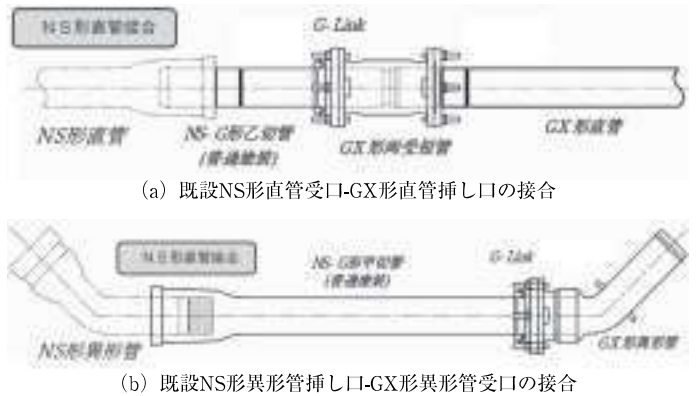 NS形直管接合
G-Link
NS形直管
NS-G形乙切管
(普通塗装)
GX形両受短管
GX形直管
(a) 既設NS形直管受口-GX形直管挿し口の接合
NS形直管接合
NS-G形甲切管
(普通塗装)
G-Link
NS形異形管
GX形異形管
(b) 既設NS形異形管挿し口-GX形異形管受口の接合